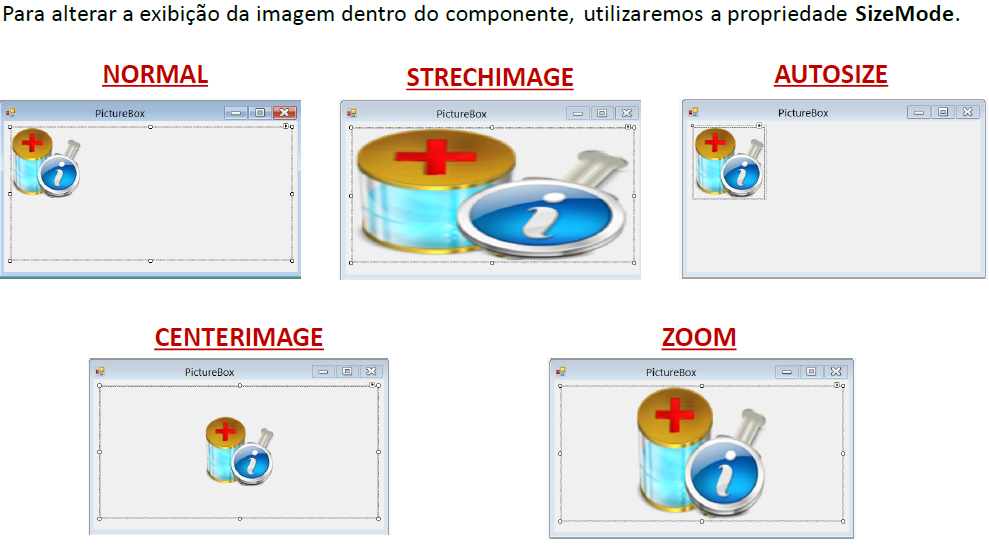 Para alterar a exibição da imagem dentro do componente, utilizaremos a propriedade SizeMode.
NORMAL
STRECHIMAGE
AUTOSIZE
PictureBox
PictureBox
PictureBox
i
i
i
CENTERIMAGE
ZOOM
PictureBox
PictureBox
i
i